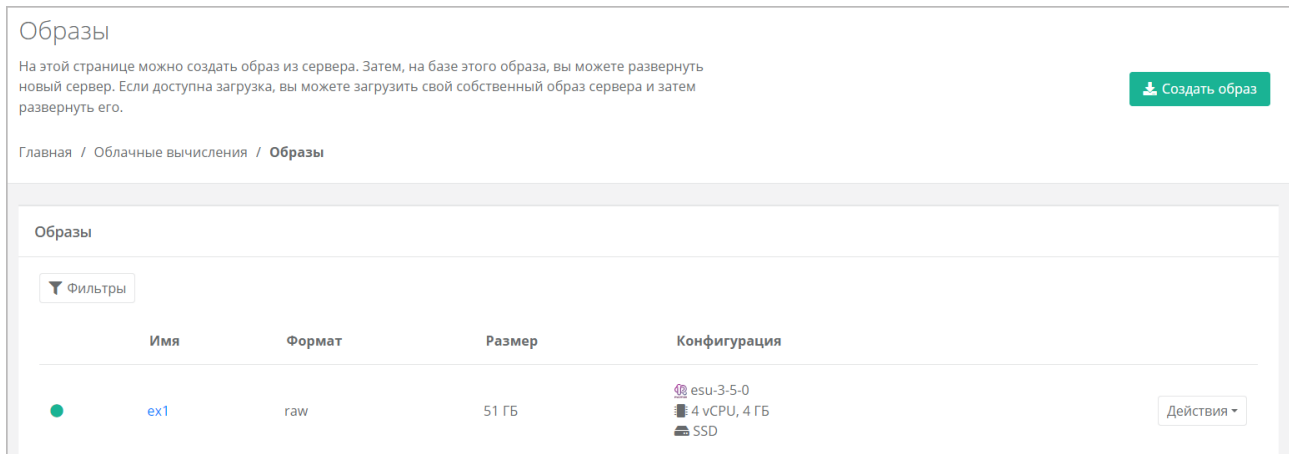 Образы
На этой странице можно создать образ из сервера. Затем, на базе этого образа, вы можете развернуть
новый сервер. Если доступна загрузка, вы можете загрузить свой собственный образ сервера и затем
развернуть его.
Создать образ
Главная / Облачные вычисления / Образы
Образы
Фильтры
Имя Формат Размер Конфигурация
ex1 raw 51 ГБ esu-3-5-0
4 vCPU, 4 ГБ
SSD
Действия